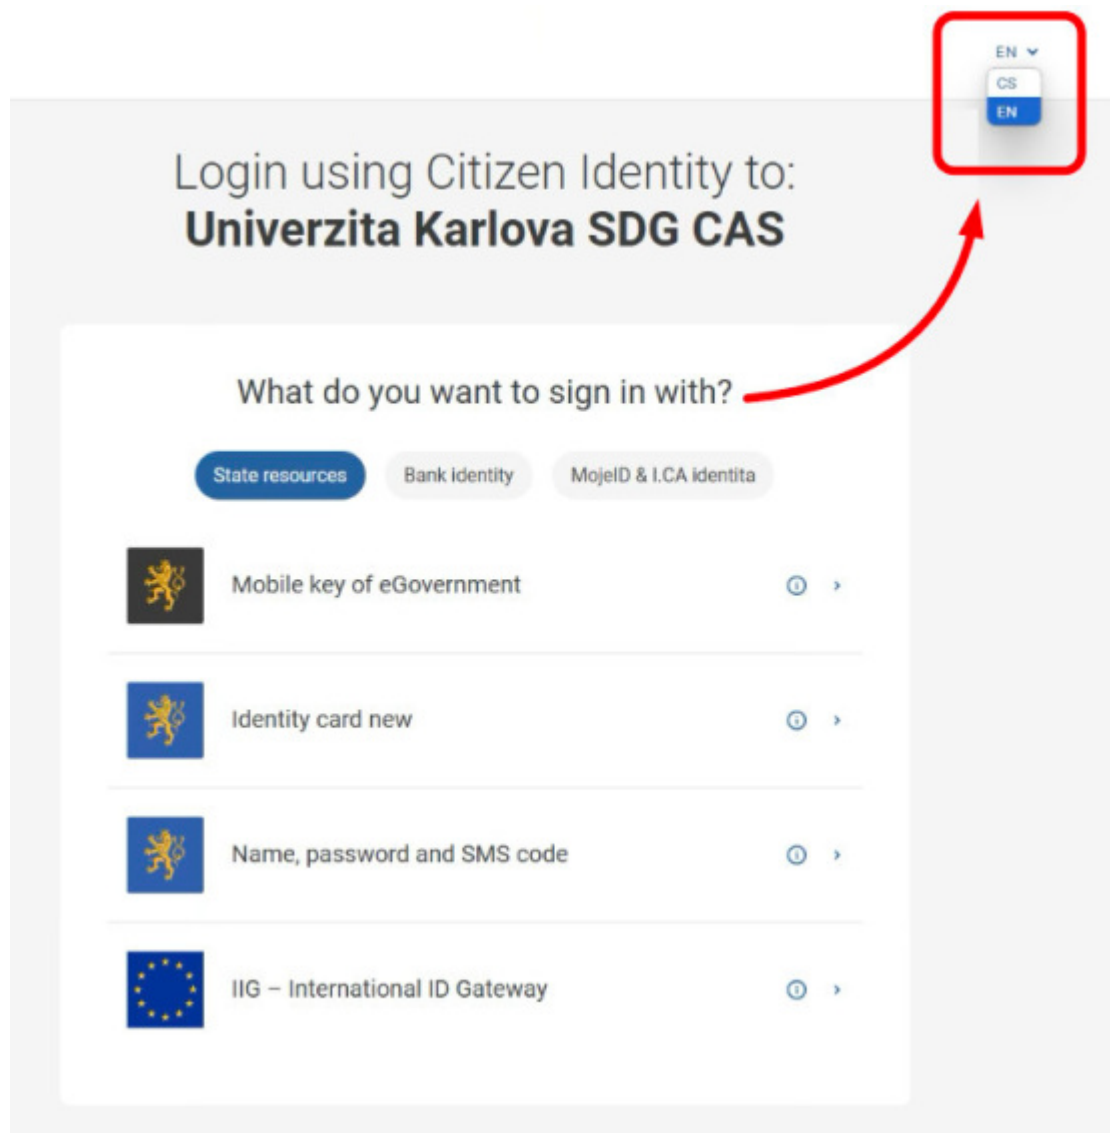 EN
CS
EN
Login using Citizen Identity to:
Univerzita Karlova SDG CAS
What do you want to sign in with?
State resources
Bank identity
MojeID & I.CA identita
Mobile key of eGovernment
Identity card new
Name, password and SMS code
IIG – International ID Gateway